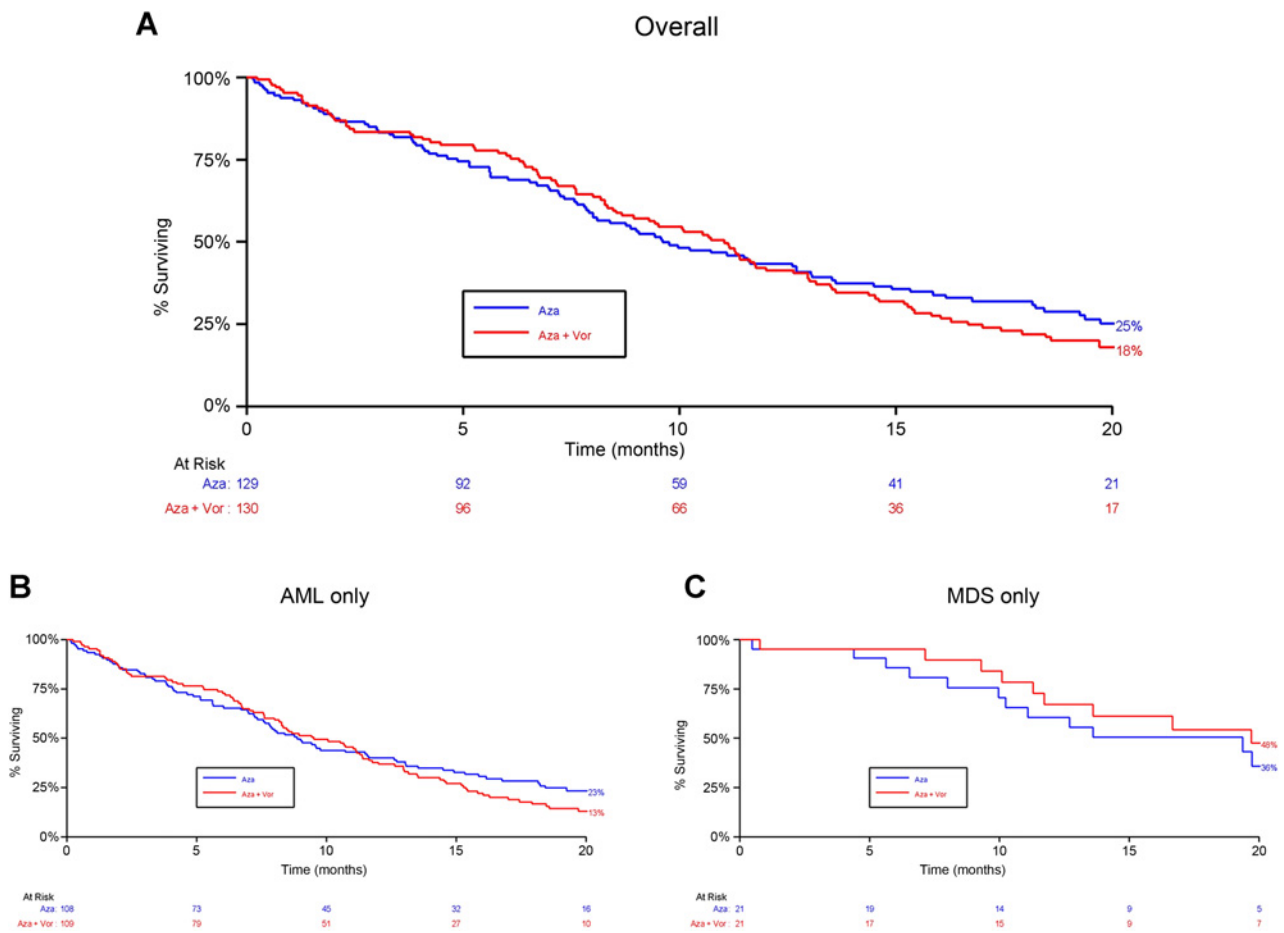 A
Overall
100%
75%
50%
25%
0%
% Surviving
Aza
Aza + Vor
25%
18%
0 5 10 15 20
Time (months)
At Risk
Aza: 129 92 59 41 21
Aza + Vor : 130 96 66 36 17
B
AML only
100%
75%
50%
25%
0%
% Surviving
Aza
Aza + Vor
23%
13%
0 5 10 15 20
Time (months)
At Risk
Aza: 108 73 45 32 16
Aza + Vor : 109 79 51 27 10
C
MDS only
100%
75%
50%
25%
0%
% Surviving
Aza
Aza + Vor
48%
36%
0 5 10 15 20
Time (months)
At Risk
Aza: 21 19 14 9 5
Aza + Vor : 21 17 15 9 7